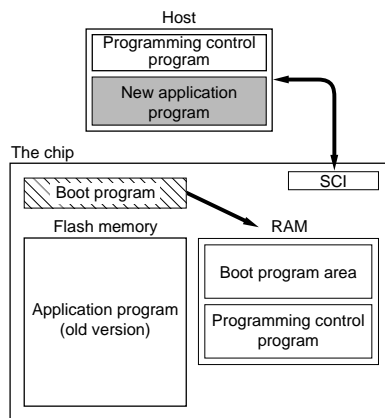 Host
Programming control
program
New application
program
The chip
SCI
Boot program
Flash memory
RAM
Application program
(old version)
Boot program area
Programming control
program